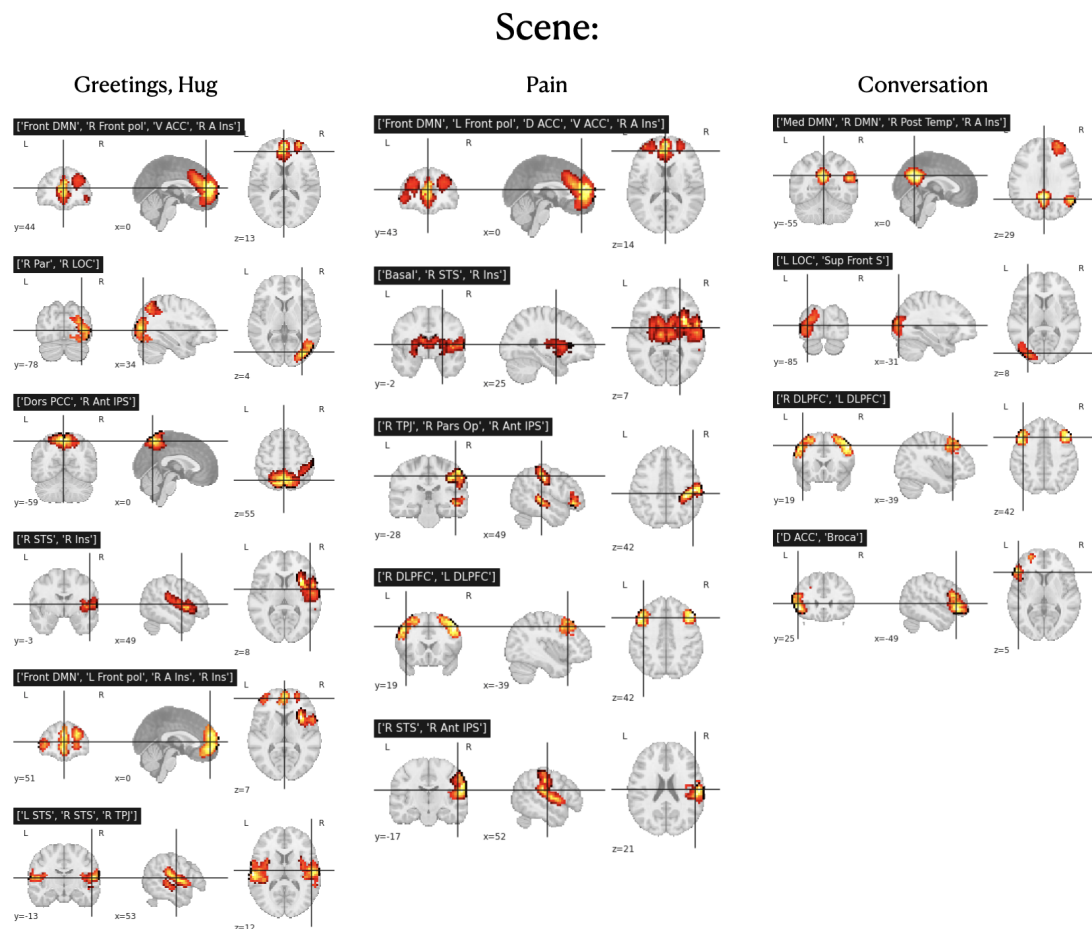 Scene:
Greetings, Hug
['Front DMN', 'R Front pol', 'V ACC', 'R A Ins']
L R
L R
y=44 x=0
z=13
['R Par', 'R LOC']
L R
L R
y=-78 x=34
z=4
['Dors PCC', 'R Ant IPS']
L R
L R
y=-59 x=0
z=55
['R STS', 'R Ins']
L R
L R
y=-3 x=49
z=8
['Front DMN', 'L Front pol', 'R A Ins', 'R Ins']
L R
L R
y=51 x=0
z=7
['L STS', 'R STS', 'R TPJ']
L R
L R
y=-13 x=53
z=12
Pain
['Front DMN', 'L Front pol', 'D ACC', 'V ACC', 'R A Ins']
L R
L R
y=43 x=0
z=14
['Basal', 'R STS', 'R Ins']
L R
L R
y=-2 x=25
z=7
['R TPJ', 'R Pars Op', 'R Ant IPS']
L R
L R
y=-28 x=49
z=42
['R DLPFC', 'L DLPFC']
L R
L R
y=19 x=-39
z=42
['R STS', 'R Ant IPS']
L R
L R
y=-17 x=52
z=21
Conversation
['Med DMN', 'R DMN', 'R Post Temp', 'R A Ins']
L R
L R
y=-55 x=0
z=29
['L LOC', 'Sup Front S']
L R
L R
y=-85 x=-31
z=8
['R DLPFC', 'L DLPFC']
L R
L R
y=19 x=-39
z=42
['D ACC', 'Broca']
L R
L R
y=25 x=-49
z=5